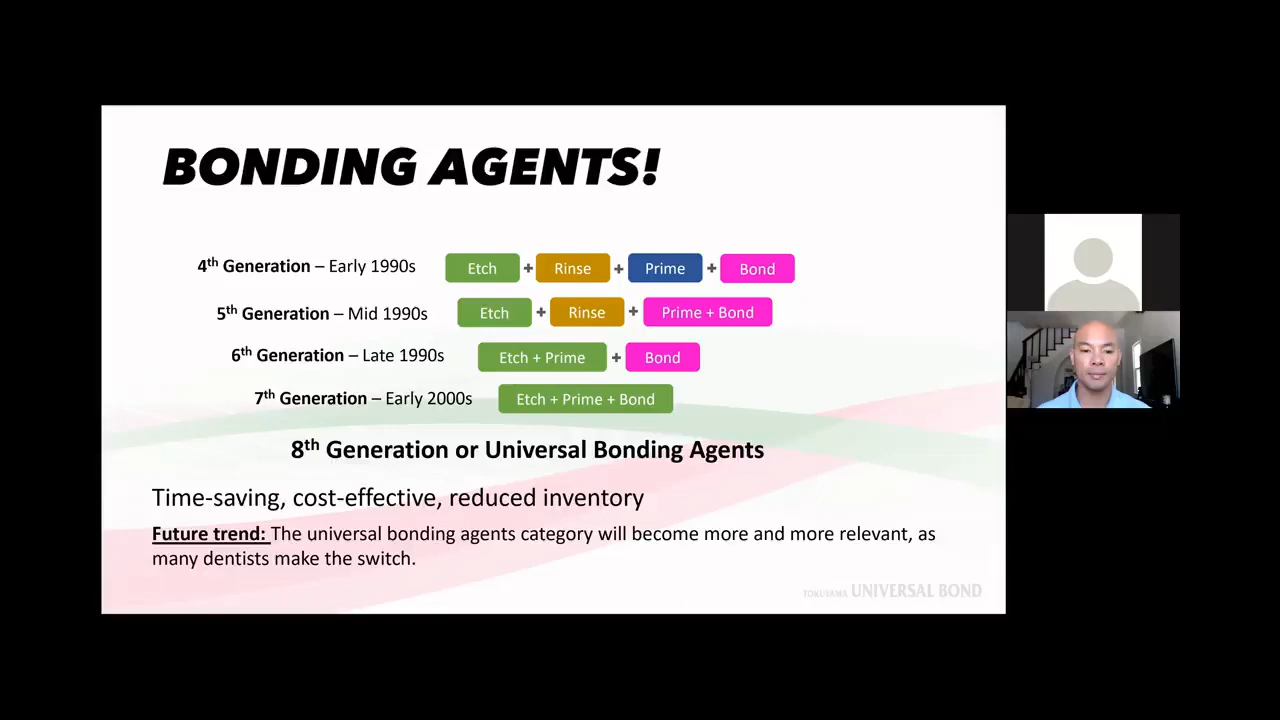 BONDING AGENTS!
4th Generation – Early 1990s Etch + Rinse + Prime + Bond
5th Generation – Mid 1990s Etch + Rinse + Prime + Bond
6th Generation – Late 1990s Etch + Prime + Bond
7th Generation – Early 2000s Etch + Prime + Bond
8th Generation or Universal Bonding Agents
Time-saving, cost-effective, reduced inventory
Future trend: The universal bonding agents category will become more and more relevant, as
many dentists make the switch.
TOKUYAMA UNIVERSAL BOND